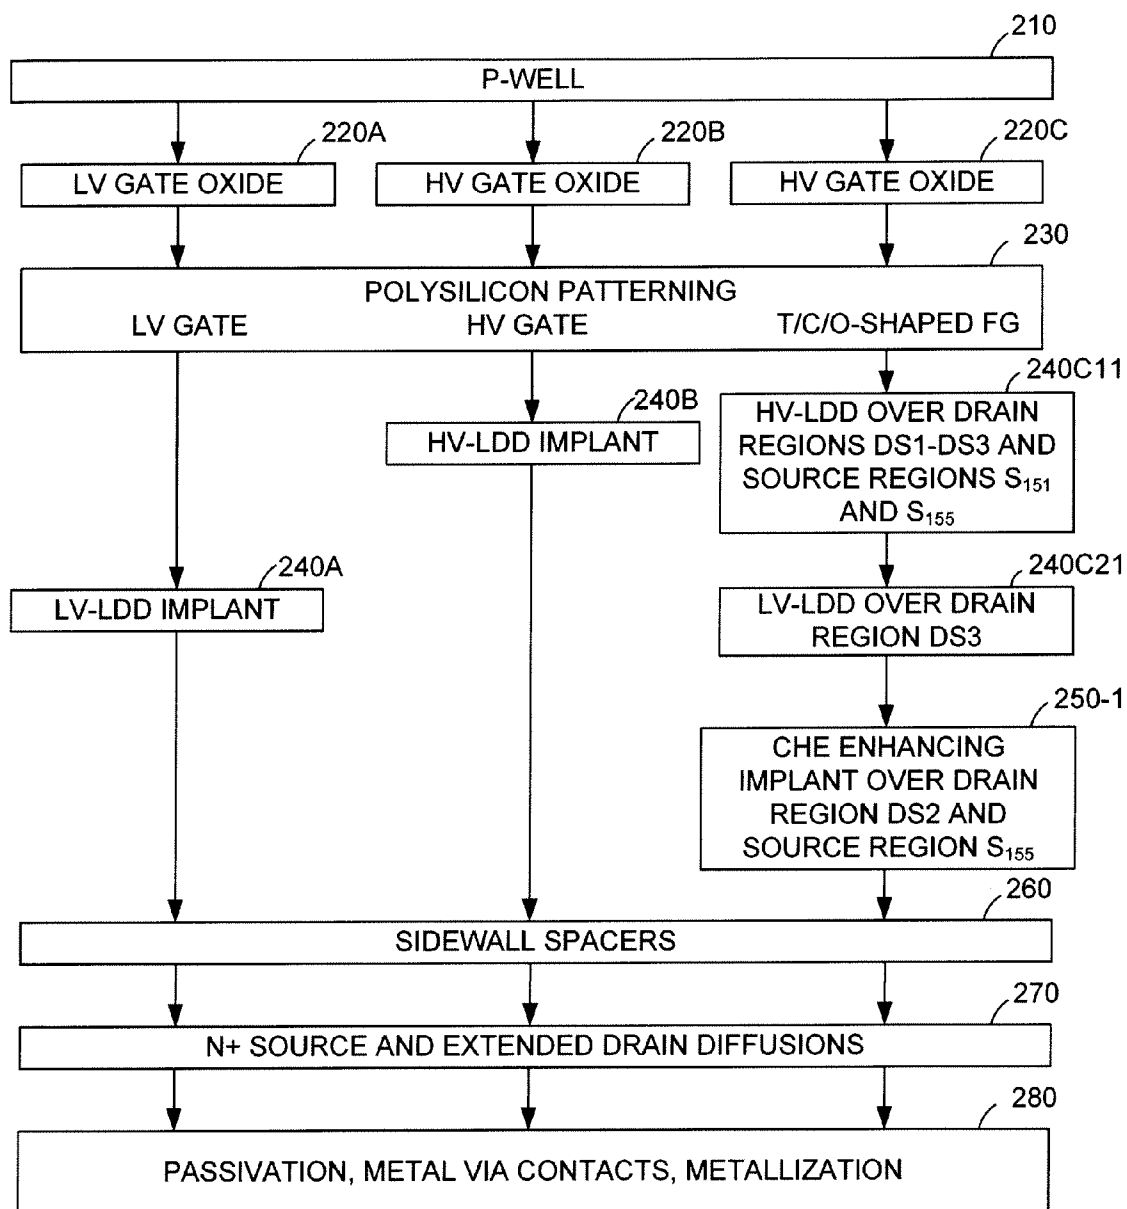 210
P-WELL
220A
220B
220C
LV GATE OXIDE
HV GATE OXIDE
HV GATE OXIDE
230
POLYSILICON PATTERNING
LV GATE
HV GATE
T/C/O-SHAPED FG
240C11
HV-LDD OVER DRAIN
REGIONS DS1-DS3 AND
SOURCE REGIONS S₁₅₁
AND S₁₅₅
240B
HV-LDD IMPLANT
240A
LV-LDD IMPLANT
240C21
LV-LDD OVER DRAIN
REGION DS3
250-1
CHE ENHANCING
IMPLANT OVER DRAIN
REGION DS2 AND
SOURCE REGION S₁₅₅
260
SIDEWALL SPACERS
270
N+ SOURCE AND EXTENDED DRAIN DIFFUSIONS
280
PASSIVATION, METAL VIA CONTACTS, METALLIZATION